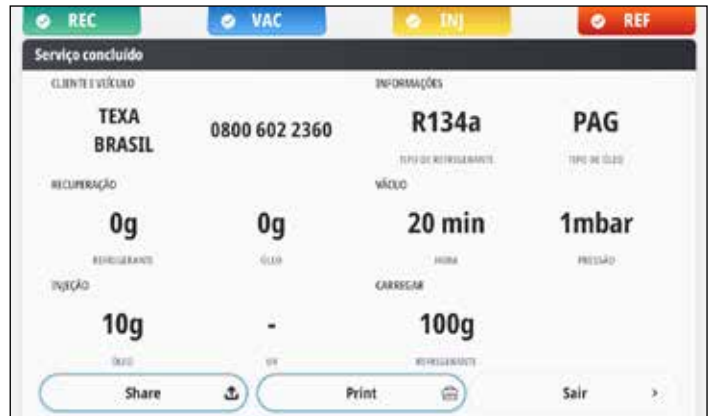 REC VAC INJ REF
Serviço concluído
CLIENTE E VEÍCULO INFORMAÇÕES
TEXA BRASIL 0800 602 2360 R134a PAG
TIPO DE REFRIGERANTE TIPO DE ÓLEO
RECUPERAÇÃO VÁCUO
0g 0g 20 min 1mbar
REFRIGERANTE ÓLEO HORA PRESSÃO
INJEÇÃO CARREGAR
10g - 100g
ÓLEO UV REFRIGERANTE
Share Print Sair